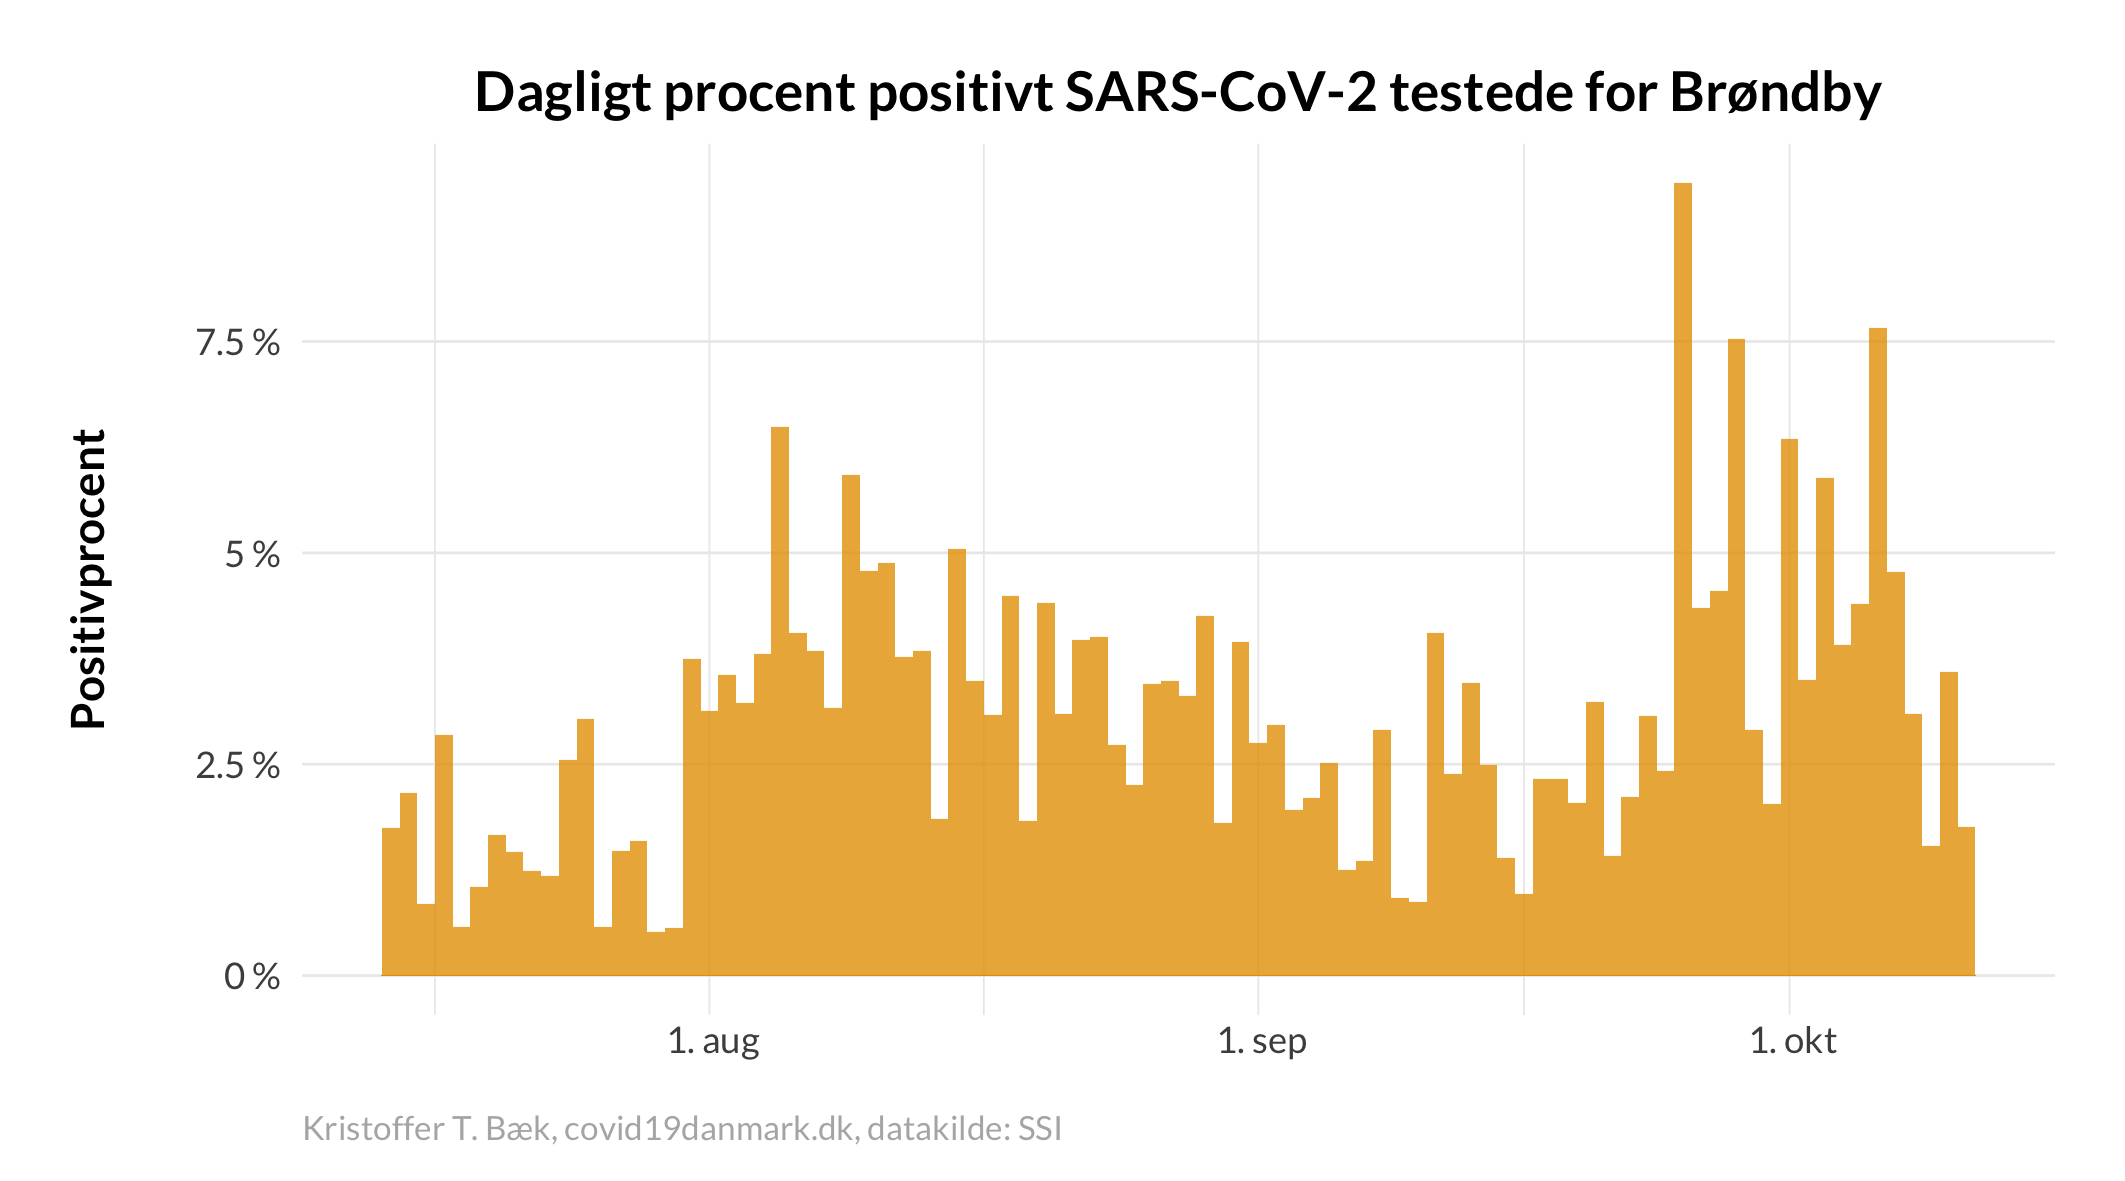 Dagligt procent positivt SARS-CoV-2 testede for Brøndby
Positivprocent
7.5 %
5 %
2.5 %
0 %
1. aug
1. sep
1. okt
Kristoffer T. Bæk, covid19danmark.dk, datakilde: SSI